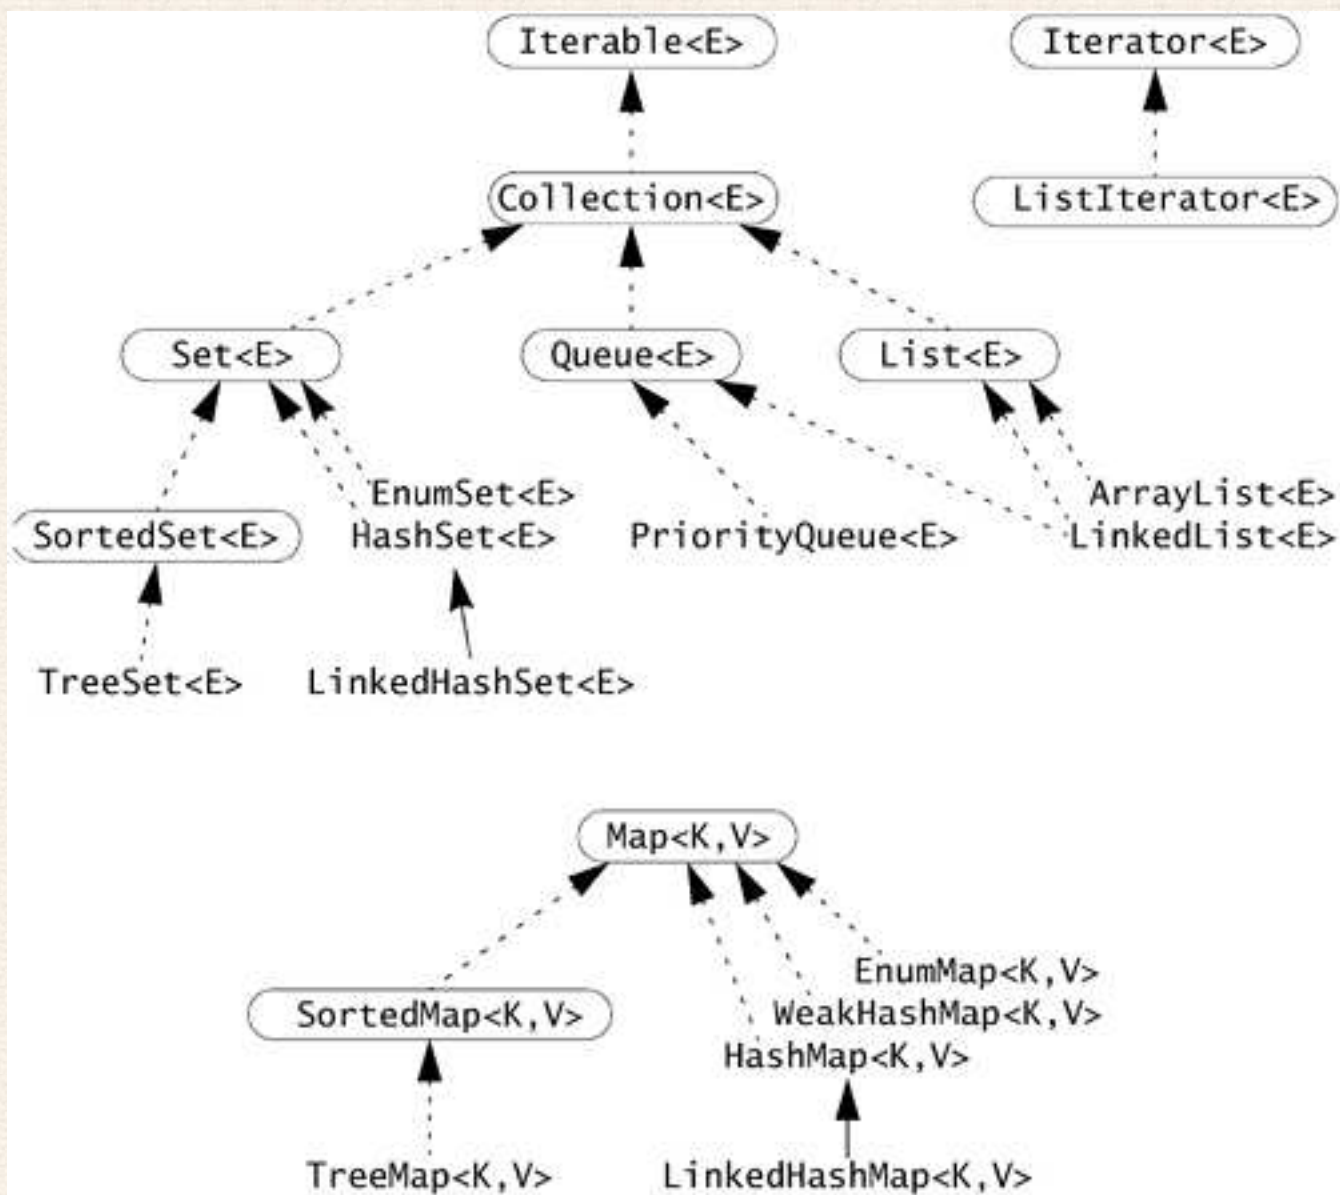 Iterable<E>
Iterator<E>
Collection<E>
ListIterator<E>
Set<E>
Queue<E>
List<E>
EnumSet<E>
ArrayList<E>
SortedSet<E>
HashSet<E>
PriorityQueue<E>
LinkedList<E>
TreeSet<E>
LinkedHashSet<E>
Map<K,V>
EnumMap<K,V>
SortedMap<K,V>
WeakHashMap<K,V>
HashMap<K,V>
TreeMap<K,V>
LinkedHashMap<K,V>